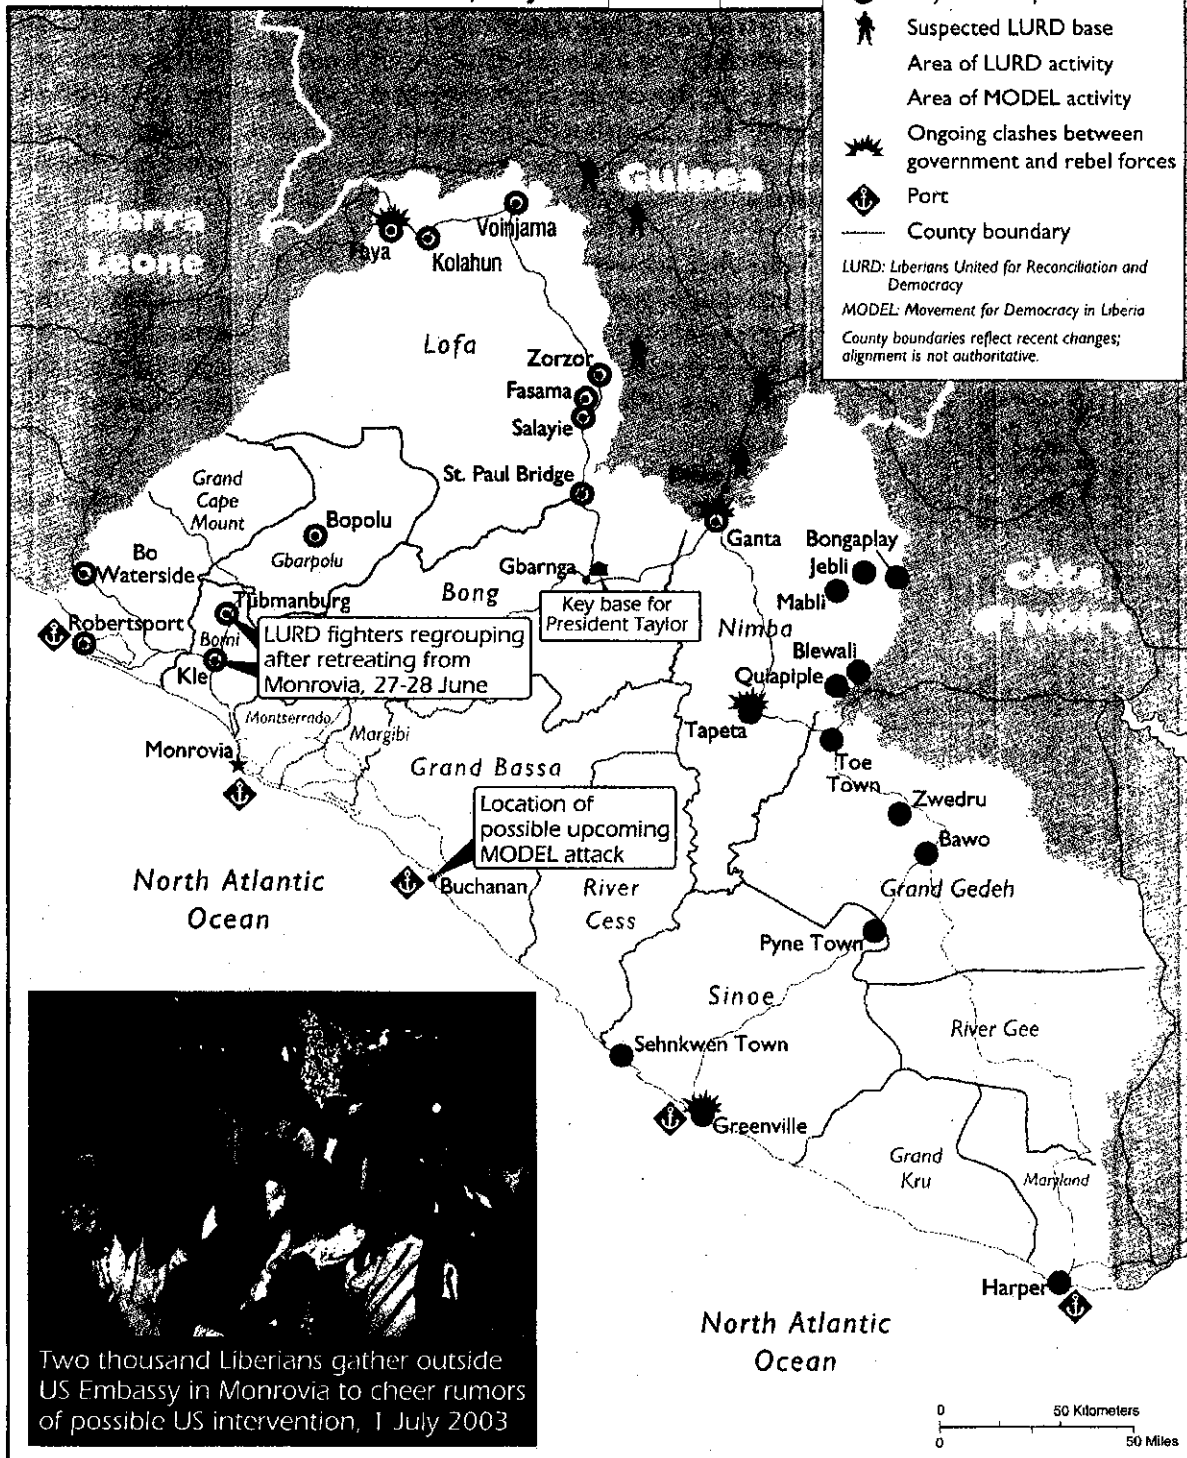 Suspected LURD base
Area of LURD activity
Area of MODEL activity
Ongoing clashes between
government and rebel forces
Port
County boundary
LURD: Liberians United for Reconciliation and
Democracy
MODEL: Movement for Democracy in Liberia
County boundaries reflect recent changes;
alignment is not authoritative.
Sierra
Leone
Guinea
Foya
Kolahun
Voinjama
Lofa
Zorzor
Fasama
Salayie
St. Paul Bridge
Grand
Cape
Mount
Bopolu
Gbarpolu
Bo
Waterside
Tubmanburg
Robertsport
Bomi
Kle
LURD fighters regrouping
after retreating from
Monrovia, 27-28 June
Bong
Gbarnga
Key base for
President Taylor
Ganta
Bongaplay
Jebli
Mabli
Nimba
Blewali
Quiapiple
Côte
d'Ivoire
Tapeta
Toe
Town
Zwedru
Bawo
Montserrado
Margibi
Monrovia
Grand Bassa
Location of
possible upcoming
MODEL attack
Buchanan
River
Cess
Grand Gedeh
Pyne Town
Sinoe
River Gee
Sehnkwen Town
Greenville
Grand
Kru
Maryland
Harper
North Atlantic
Ocean
North Atlantic
Ocean
Two thousand Liberians gather outside
US Embassy in Monrovia to cheer rumors
of possible US intervention, 1 July 2003
0 50 Kilometers
0 50 Miles